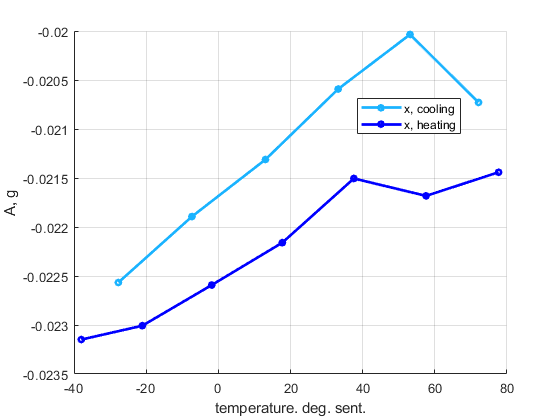 -0.02
-0.0205
-0.021
-0.0215
-0.022
-0.0225
-0.023
-0.0235
A, g
x, cooling
x, heating
-40 -20 0 20 40 60 80
temperature. deg. sent.